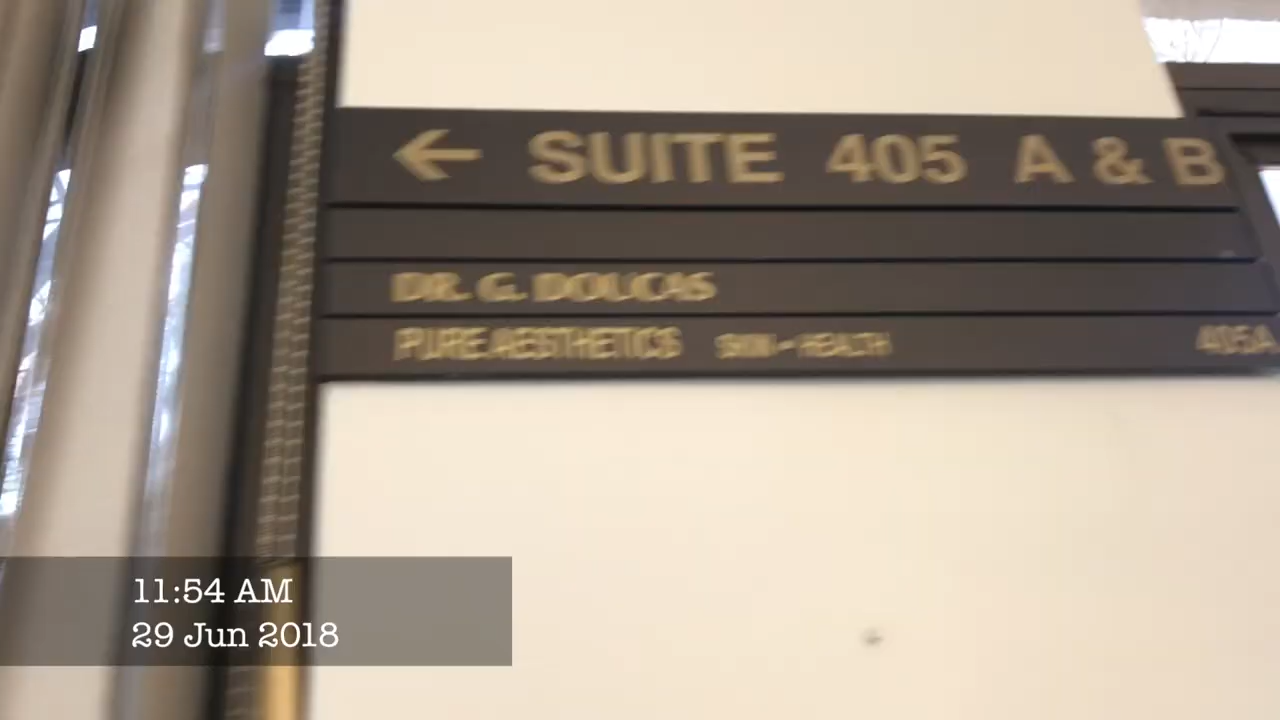 ← SUITE 405 A & B
DR. G. DOUCAS
PURE AESTHETICS SKIN-HEALTH 405A
11:54 AM
29 Jun 2018